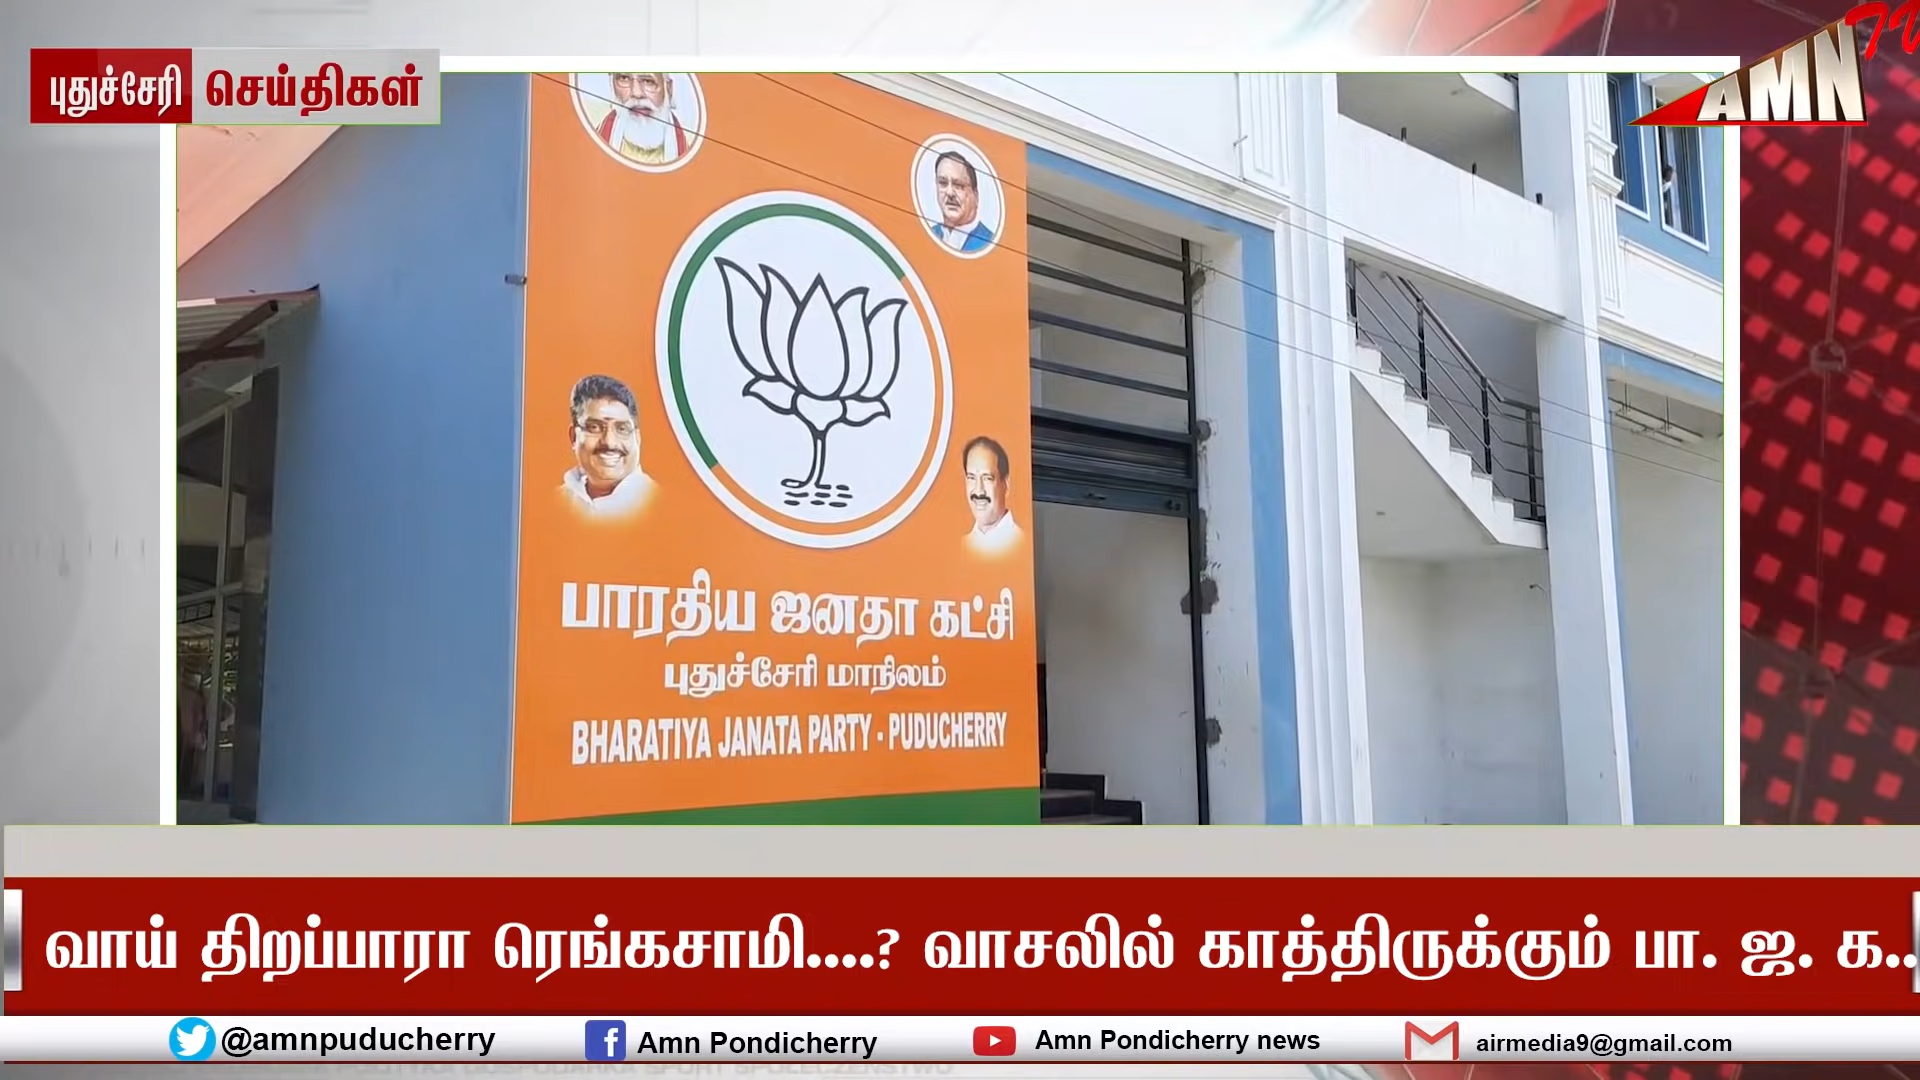 புதுச்சேரி செய்திகள்
AMN TV
பாரதிய ஜனதா கட்சி
புதுச்சேரி மாநிலம்
BHARATIYA JANATA PARTY - PUDUCHERRY
வாய் திறப்பாரா ரெங்கசாமி....? வாசலில் காத்திருக்கும் பா. ஜ. க..
@amnpuducherry Amn Pondicherry Amn Pondicherry news airmedia9@gmail.com